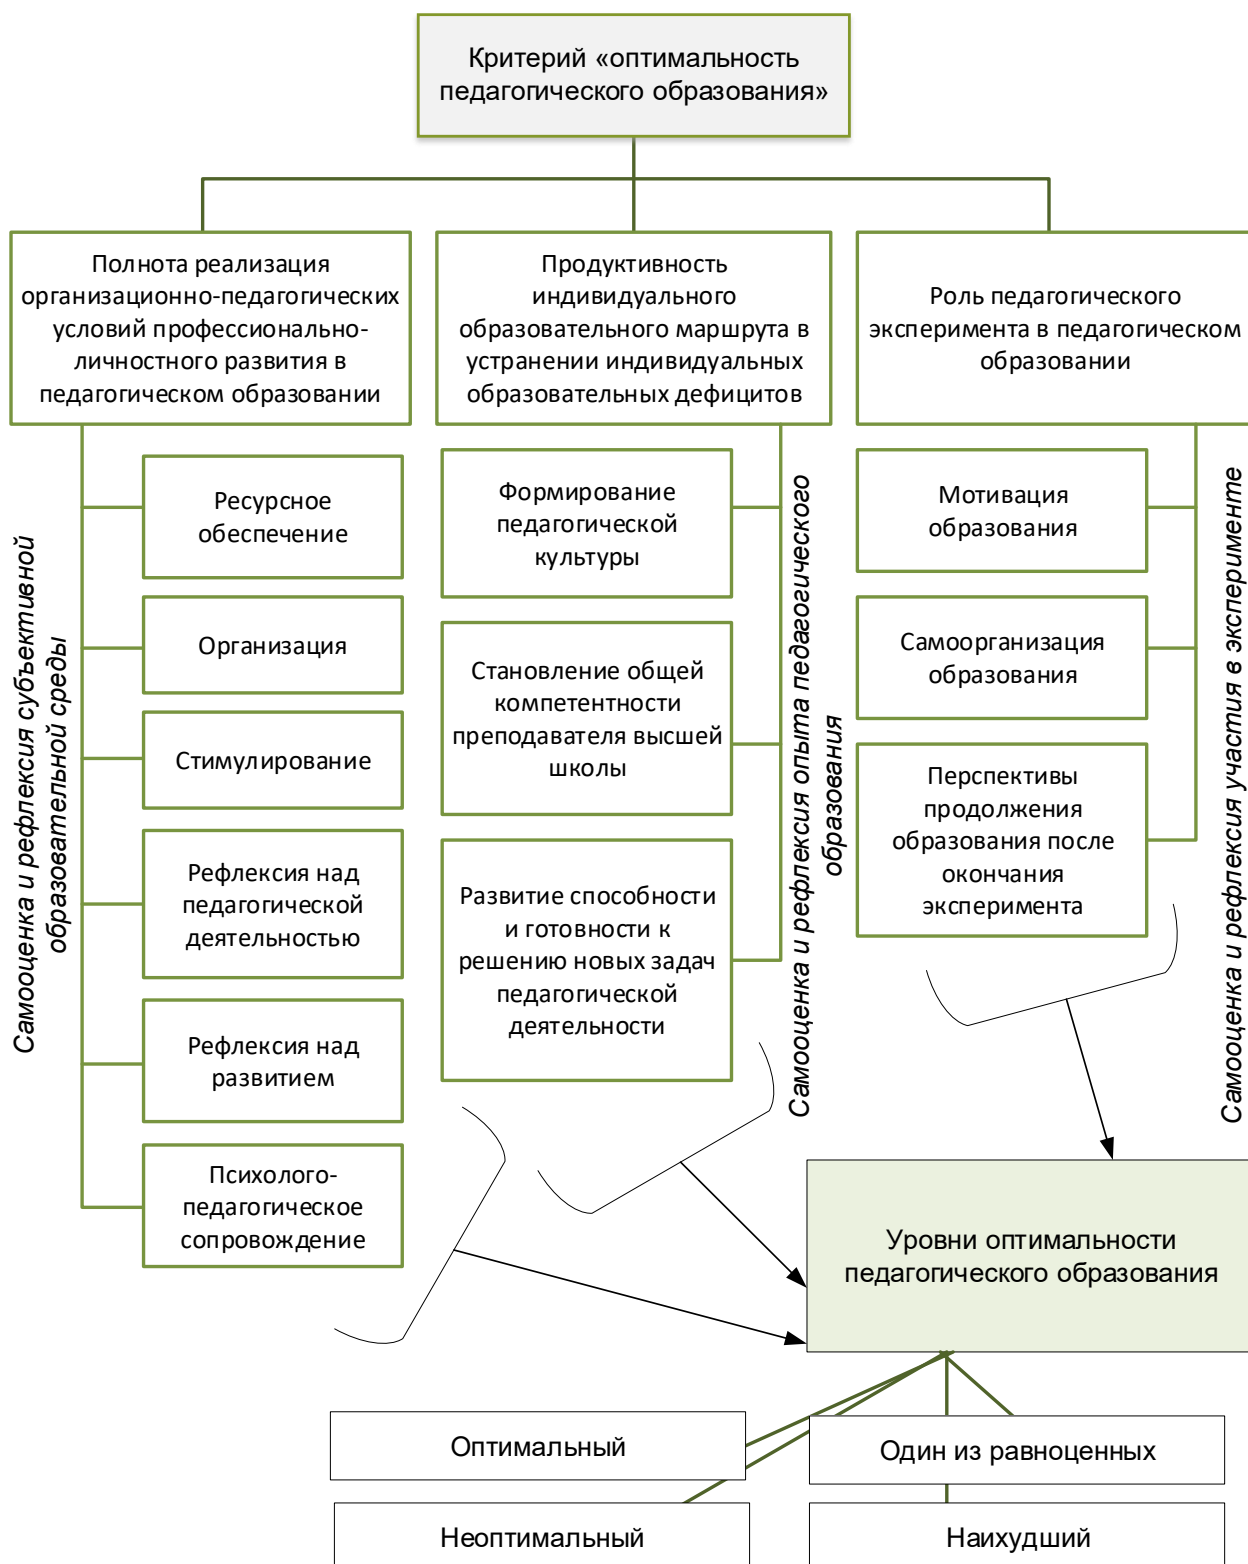 Критерий «оптимальность
педагогического образования»
Полнота реализация
организационно-педагогических
условий профессионально-
личностного развития в
педагогическом образовании
Продуктивность
индивидуального
образовательного маршрута в
устранении индивидуальных
образовательных дефицитов
Роль педагогического
эксперимента в педагогическом
образовании
Самооценка и рефлексия субъективной
образовательной среды
Ресурсное
обеспечение
Организация
Стимулирование
Рефлексия над
педагогической
деятельностью
Рефлексия над
развитием
Психолого-
педагогическое
сопровождение
Формирование
педагогической
культуры
Становление общей
компетентности
преподавателя высшей
школы
Развитие способности
и готовности к
решению новых задач
педагогической
деятельности
Самооценка и рефлексия опыта педагогического
образования
Мотивация
образования
Самоорганизация
образования
Перспективы
продолжения
образования после
окончания
эксперимента
Самооценка и рефлексия участия в эксперименте
Уровни оптимальности
педагогического образования
Оптимальный
Один из равноценных
Неоптимальный
Наихудший